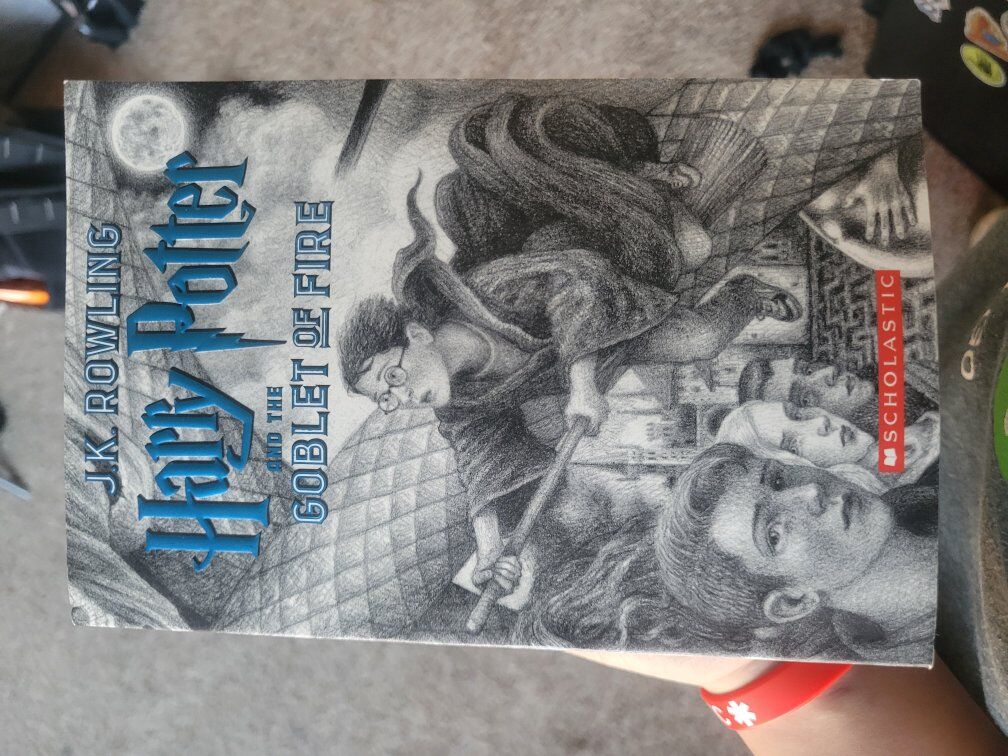 J.K. ROWLING
Harry Potter
AND THE
GOBLET OF FIRE
SCHOLASTIC